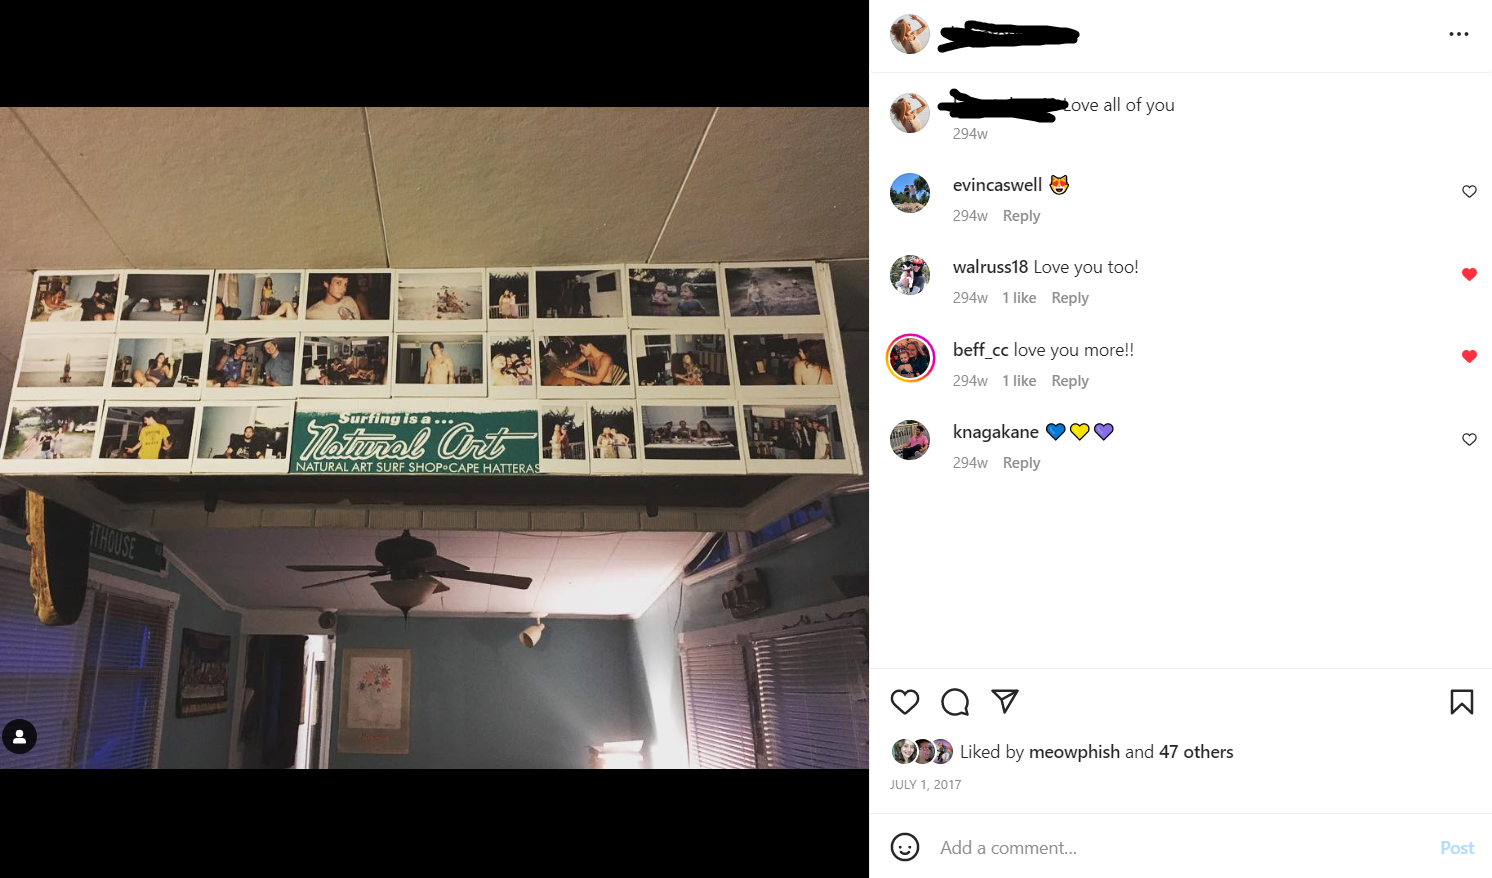 Surfing is a ...
Natural Art
NATURAL ART SURF SHOP • CAPE HATTERAS
THOUSE
Love all of you
294w
evincaswell 😻
294w Reply
walruss18 Love you too!
294w 1 like Reply
beff_cc love you more!!
294w 1 like Reply
knagakane 💙💛💜
294w Reply
Liked by meowphish and 47 others
JULY 1, 2017
Add a comment...
Post